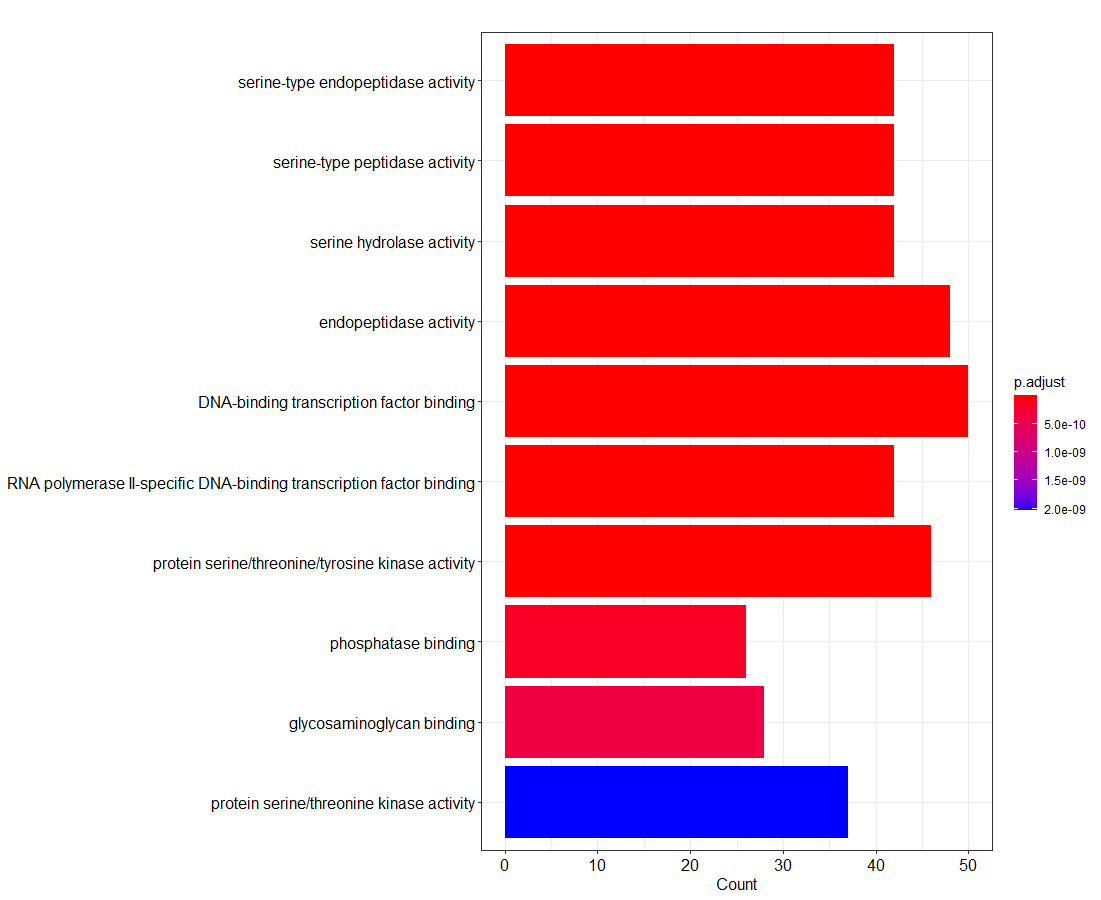 serine-type endopeptidase activity
serine-type peptidase activity
serine hydrolase activity
endopeptidase activity
DNA-binding transcription factor binding
RNA polymerase II-specific DNA-binding transcription factor binding
protein serine/threonine/tyrosine kinase activity
phosphatase binding
glycosaminoglycan binding
protein serine/threonine kinase activity
0 10 20 30 40 50
Count
p.adjust
5.0e-10
1.0e-09
1.5e-09
2.0e-09